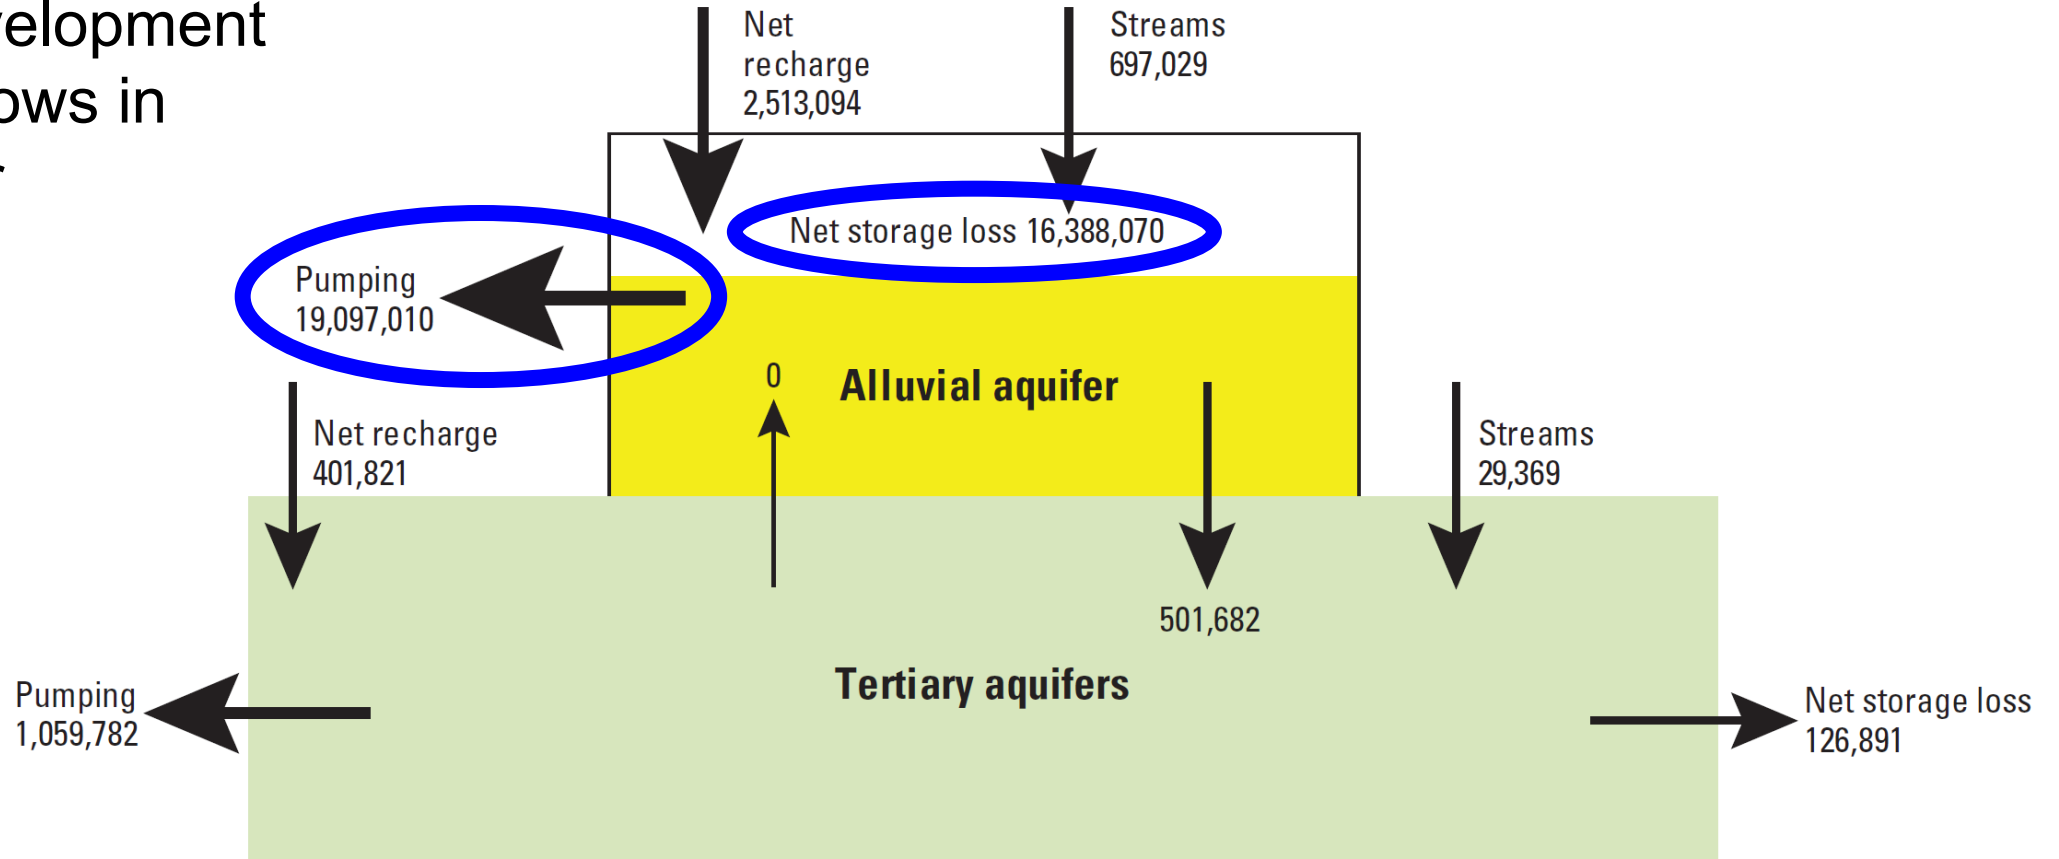 velopment
ows in
Net
recharge
2,513,094
Streams
697,029
Net storage loss 16,388,070
Pumping
19,097,010
0
Alluvial aquifer
Net recharge
401,821
Streams
29,369
501,682
Tertiary aquifers
Pumping
1,059,782
Net storage loss
126,891